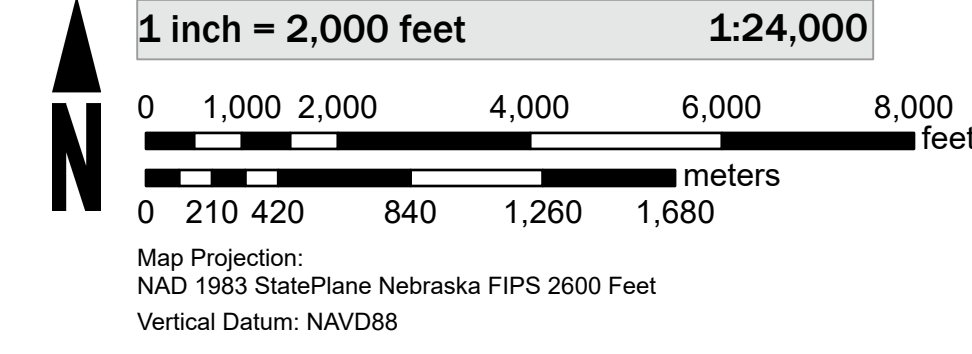 1 inch = 2,000 feet 1:24,000
0 1,000 2,000 4,000 6,000 8,000
feet
N
meters
0 210 420 840 1,260 1,680
Map Projection:
NAD 1983 StatePlane Nebraska FIPS 2600 Feet
Vertical Datum: NAVD88